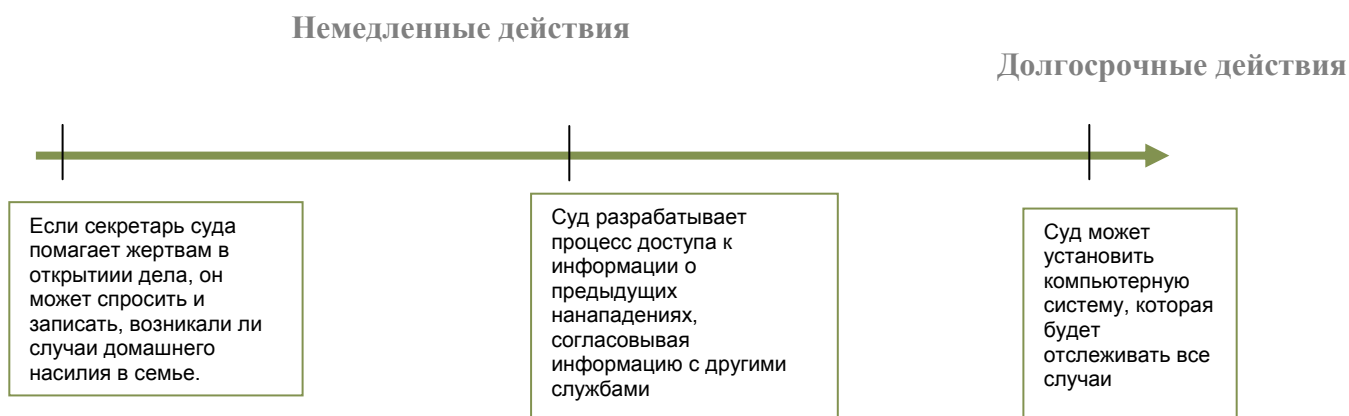 Немедленные действия
Долгосрочные действия
Если секретарь суда
помагает жертвам в
открытиии дела, он
может спросить и
записать, возникали ли
случаи домашнего
насилия в семье.
Суд разрабатывает
процесс доступа к
информации о
предыдущих
нанападениях,
согласовывая
информацию с другими
службами
Суд может
установить
компьютерную
систему, которая
будет
отслеживать все
случаи